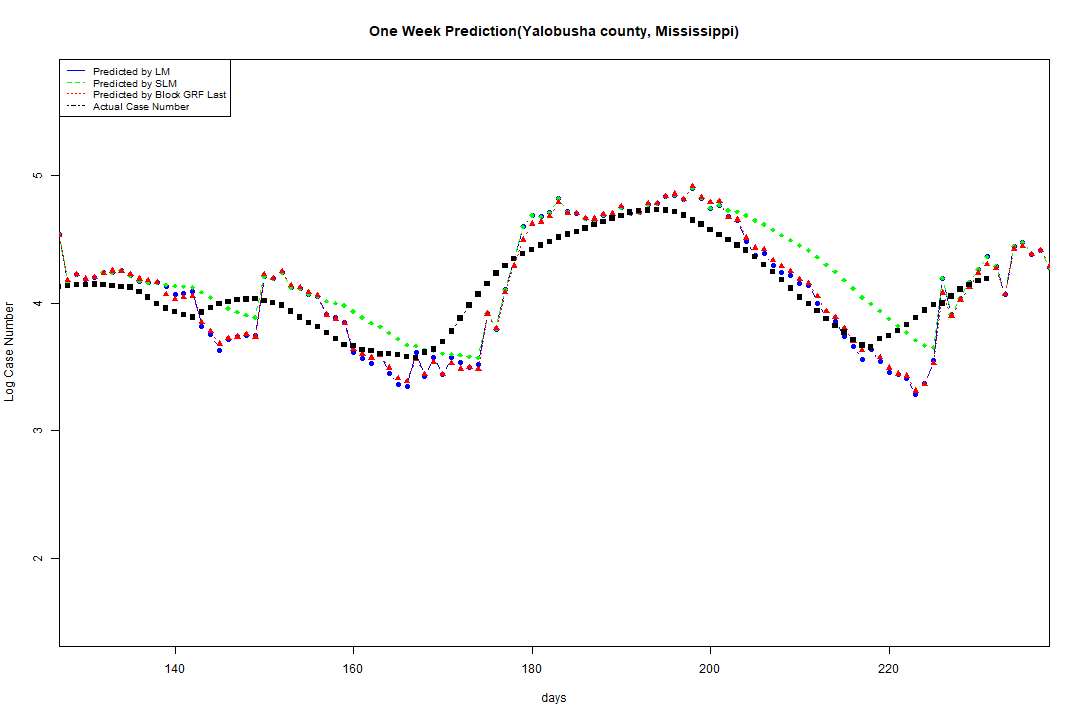 One Week Prediction(Yalobusha county, Mississippi)
Predicted by LM
Predicted by SLM
Predicted by Block GRF Last
Actual Case Number
5
4
3
2
Log Case Number
140 160 180 200 220
days